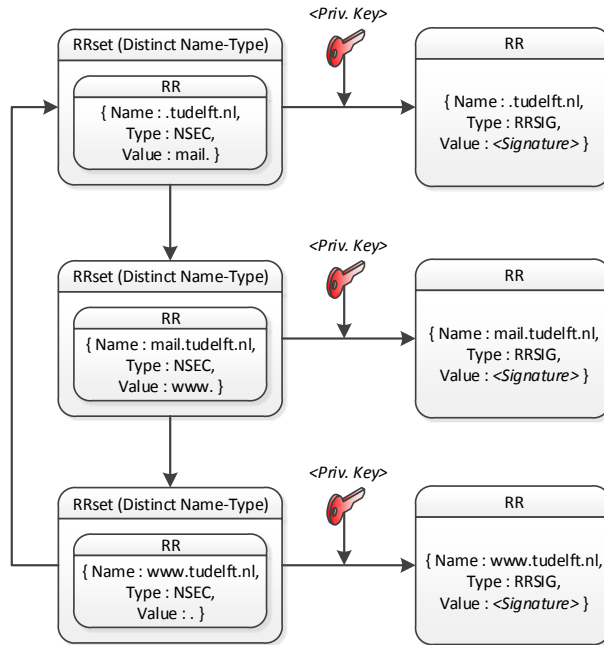 <Priv. Key>
RRset (Distinct Name-Type)
RR
{ Name : .tudelft.nl,
Type : NSEC,
Value : mail. }
RR
{ Name : .tudelft.nl,
Type : RRSIG,
Value : <Signature> }
<Priv. Key>
RRset (Distinct Name-Type)
RR
{ Name : mail.tudelft.nl,
Type : NSEC,
Value : www. }
RR
{ Name : mail.tudelft.nl,
Type : RRSIG,
Value : <Signature> }
<Priv. Key>
RRset (Distinct Name-Type)
RR
{ Name : www.tudelft.nl,
Type : NSEC,
Value : . }
RR
{ Name : www.tudelft.nl,
Type : RRSIG,
Value : <Signature> }